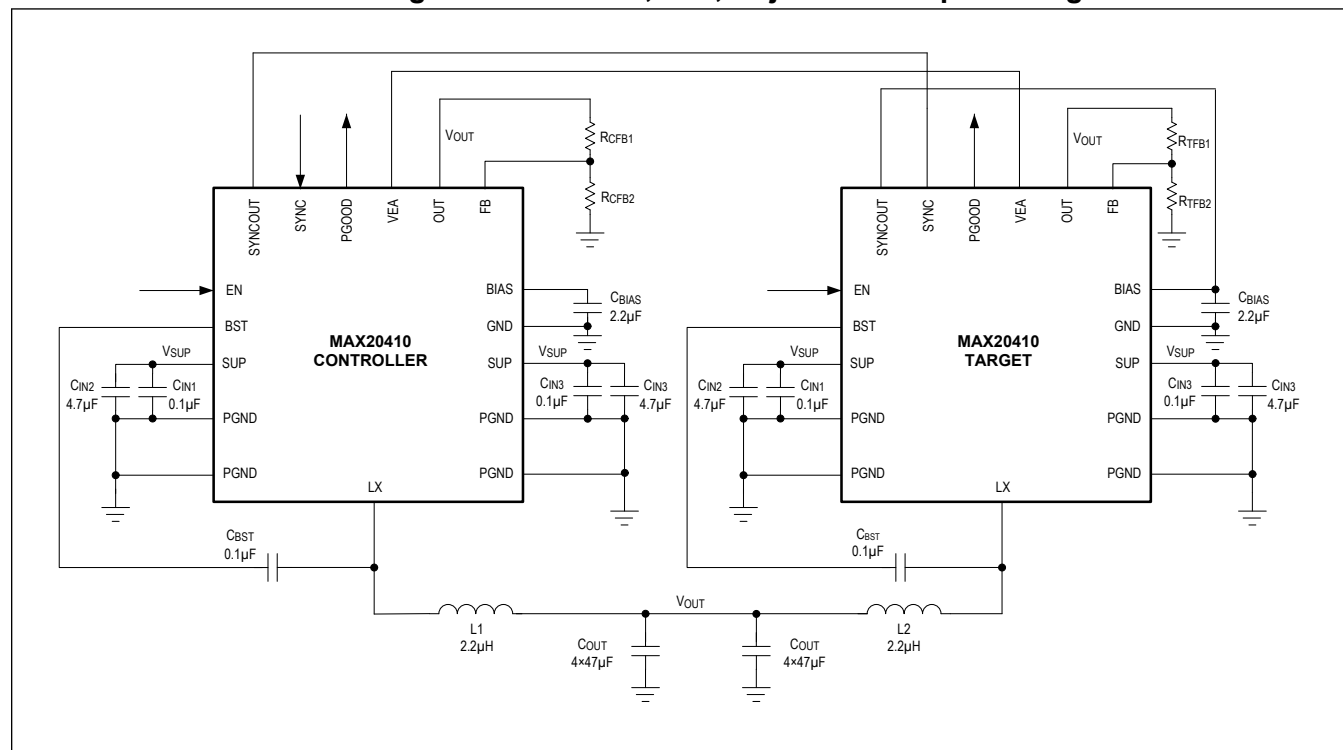 SYNCOUT
SYNC
PGOOD
VEA
OUT
FB
VOUT
RCFB1
RCFB2
EN
BST
VSUP
SUP
PGND
PGND
LX
BIAS
GND
VSUP
SUP
PGND
PGND
MAX20410
CONTROLLER
CBIAS
2.2µF
CIN2
4.7µF
CIN1
0.1µF
CIN3
0.1µF
CIN3
4.7µF
CBST
0.1µF
SYNCOUT
SYNC
PGOOD
VEA
OUT
FB
VOUT
RTFB1
RTFB2
EN
BST
VSUP
SUP
PGND
PGND
LX
BIAS
GND
VSUP
SUP
PGND
PGND
MAX20410
TARGET
CBIAS
2.2µF
CIN2
4.7µF
CIN1
0.1µF
CIN3
0.1µF
CIN3
4.7µF
CBST
0.1µF
L1
2.2µH
VOUT
COUT
4×47µF
COUT
4×47µF
L2
2.2µH